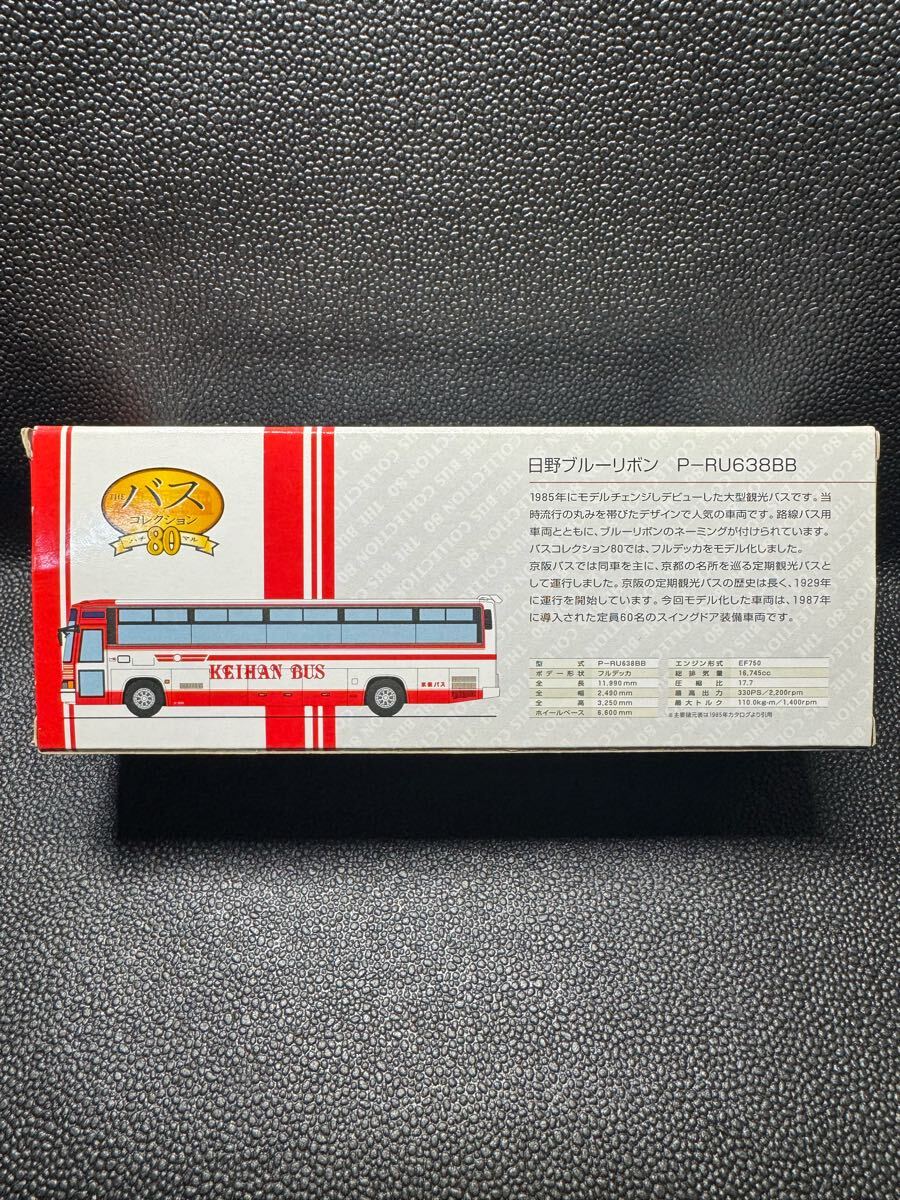 THE
バス
コレクション
ハチ 80 マル
KEIHAN BUS
京阪バス
日野ブルーリボン P-RU638BB
1985年にモデルチェンジしデビューした大型観光バスです。当
時流行の丸みを帯びたデザインで人気の車両です。路線バス用
車両とともに、ブルーリボンのネーミングが付けられています。
バスコレクション80では、フルデッカをモデル化しました。
京阪バスでは同車を主に、京都の名所を巡る定期観光バスと
して運行しました。京阪の定期観光バスの歴史は長く、1929年
に運行を開始しています。今回モデル化した車両は、1987年
に導入された定員60名のスイングドア装備車両です。
型式 P-RU638BB エンジン形式 EF750
ボデー形状 フルデッカ 総排気量 16,745cc
全長 11,990mm 圧縮比 17.7
全幅 2,490mm 最高出力 330PS/2,200rpm
全高 3,250mm 最大トルク 110.0kg-m/1,400rpm
ホイールベース 6,600mm ※主要諸元表は1985年カタログより引用